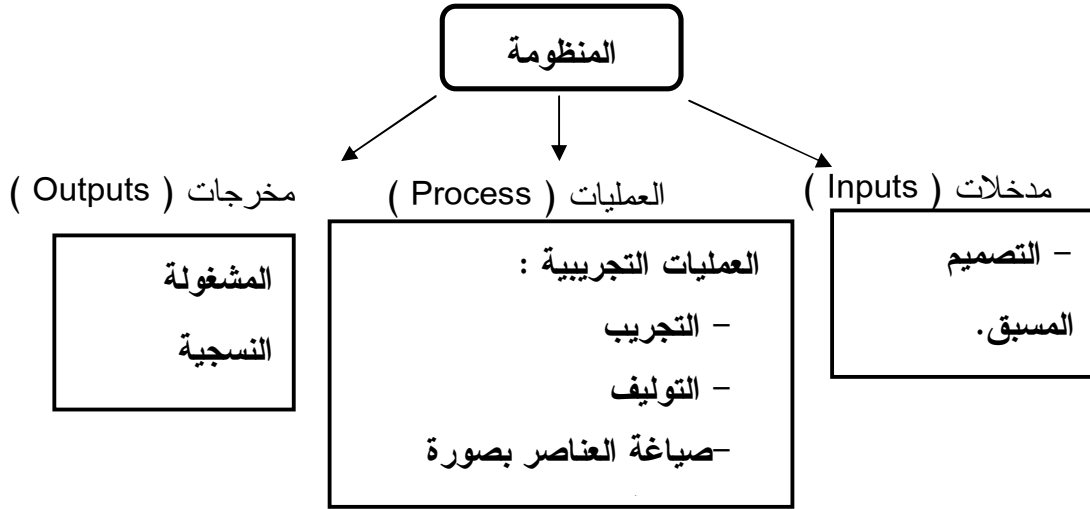 المنظومة
مدخلات ( Inputs )
– التصميم
المسبق.
العمليات ( Process )
العمليات التجريبية :
– التجريب
– التوليف
–صياغة العناصر بصورة
مخرجات ( Outputs )
المشغولة
النسجية